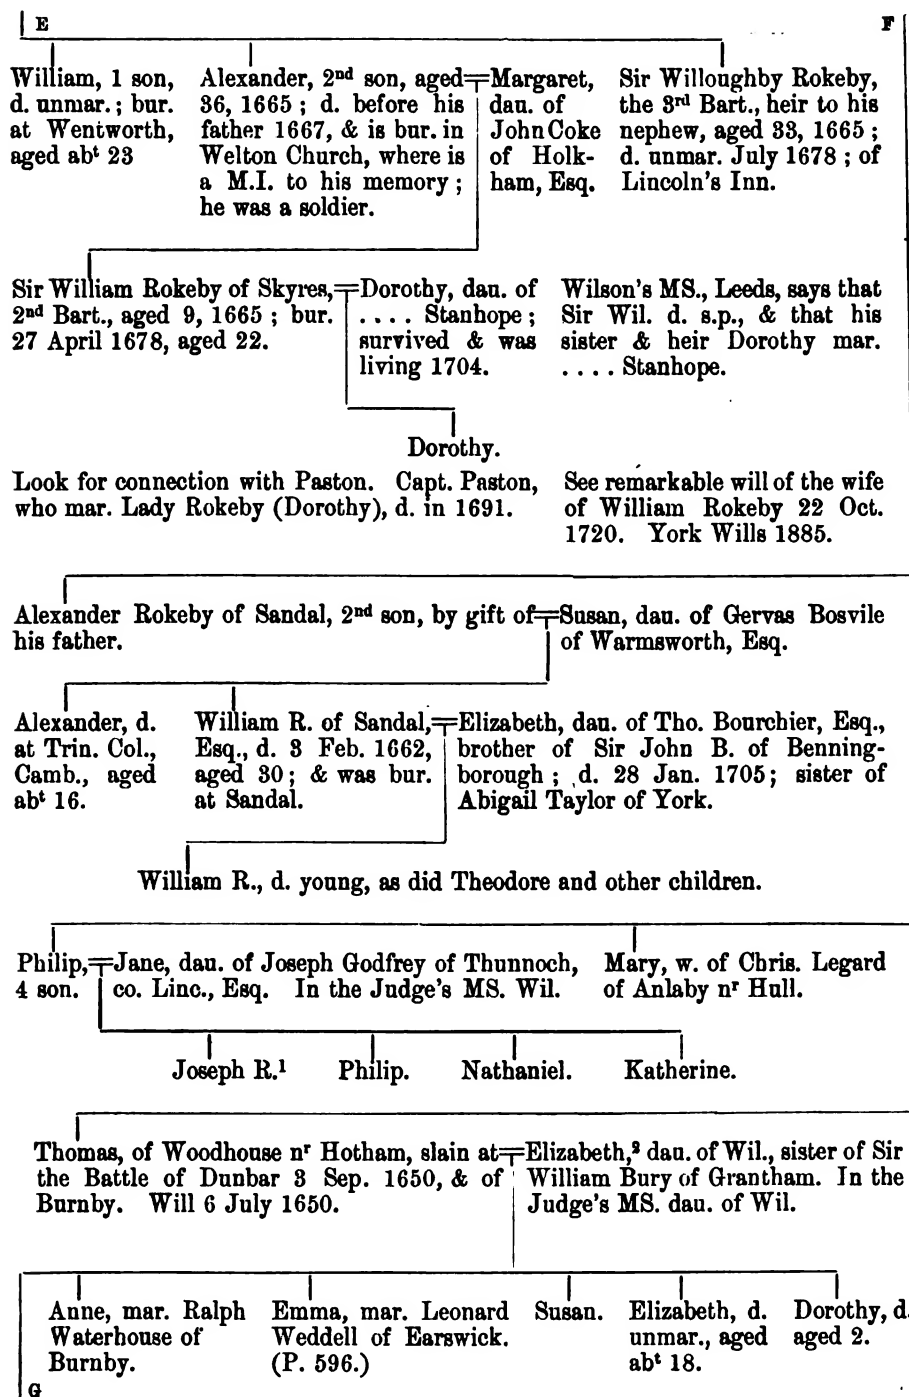 E F
William, 1 son,
d. unmar.; bur.
at Wentworth,
aged abᵗ 23
Alexander, 2ⁿᵈ son, aged
36, 1665; d. before his
father 1667, & is bur. in
Welton Church, where is
a M.I. to his memory;
he was a soldier.
Margaret,
dau. of
John Coke
of Holk-
ham, Esq.
Sir Willoughby Rokeby,
the 3ʳᵈ Bart., heir to his
nephew, aged 33, 1665;
d. unmar. July 1678; of
Lincoln's Inn.
Sir William Rokeby of Skyres,
2ⁿᵈ Bart., aged 9, 1665; bur.
27 April 1678, aged 22.
Dorothy, dau. of
.... Stanhope;
survived & was
living 1704.
Wilson's MS., Leeds, says that
Sir Wil. d. s.p., & that his
sister & heir Dorothy mar.
.... Stanhope.
Dorothy.
Look for connection with Paston. Capt. Paston,
who mar. Lady Rokeby (Dorothy), d. in 1691.
See remarkable will of the wife
of William Rokeby 22 Oct.
1720. York Wills 1885.
Alexander Rokeby of Sandal, 2ⁿᵈ son, by gift of
his father.
Susan, dau. of Gervas Bosvile
of Warmsworth, Esq.
Alexander, d.
at Trin. Col.,
Camb., aged
abᵗ 16.
William R. of Sandal,
Esq., d. 3 Feb. 1662,
aged 30; & was bur.
at Sandal.
Elizabeth, dau. of Tho. Bourchier, Esq.,
brother of Sir John B. of Benning-
borough; d. 28 Jan. 1705; sister of
Abigail Taylor of York.
William R., d. young, as did Theodore and other children.
Philip,
4 son.
Jane, dau. of Joseph Godfrey of Thunnoch,
co. Linc., Esq. In the Judge's MS. Wil.
Mary, w. of Chris. Legard
of Anlaby nʳ Hull.
Joseph R.¹ Philip. Nathaniel. Katherine.
Thomas, of Woodhouse nʳ Hotham, slain at
the Battle of Dunbar 3 Sep. 1650, & of
Burnby. Will 6 July 1650.
Elizabeth,² dau. of Wil., sister of Sir
William Bury of Grantham. In the
Judge's MS. dau. of Wil.
Anne, mar. Ralph
Waterhouse of
Burnby.
Emma, mar. Leonard
Weddell of Earswick.
(P. 596.)
Susan.
Elizabeth, d.
unmar., aged
abᵗ 18.
Dorothy, d.
aged 2.
G